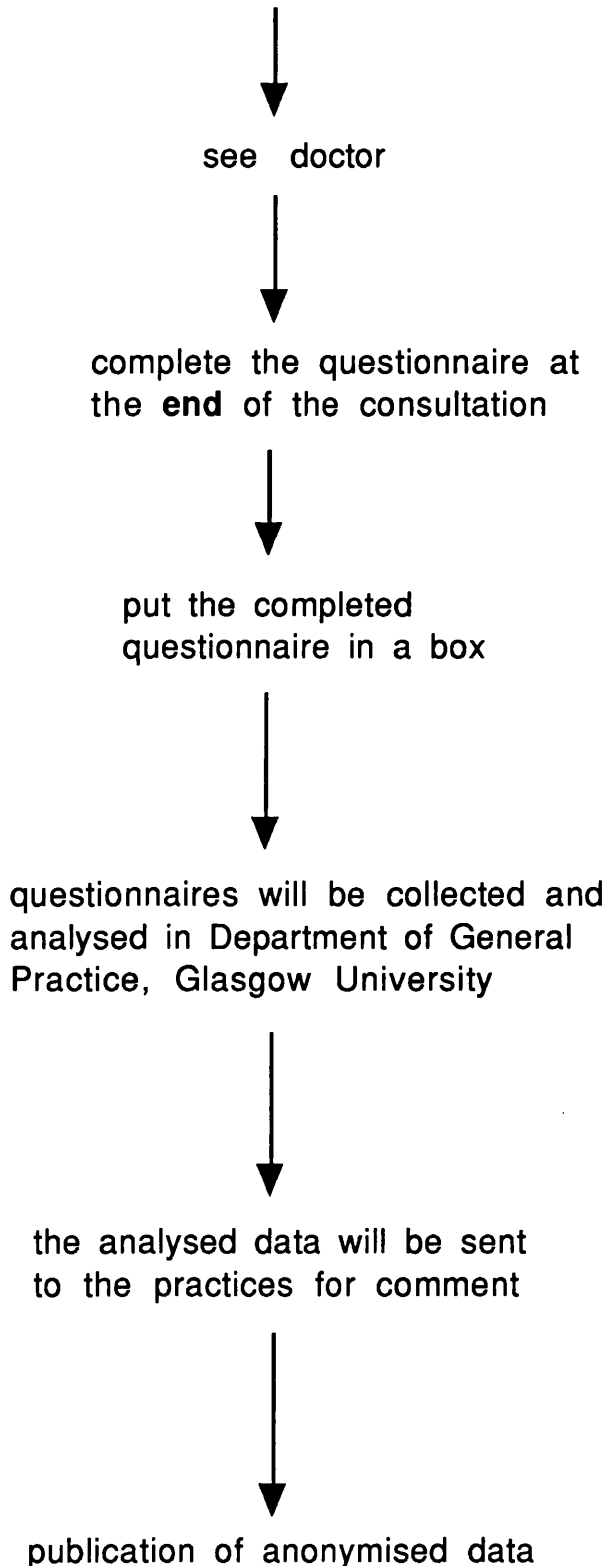 see doctor
complete the questionnaire at
the end of the consultation
put the completed
questionnaire in a box
questionnaires will be collected and
analysed in Department of General
Practice, Glasgow University
the analysed data will be sent
to the practices for comment
publication of anonymised data